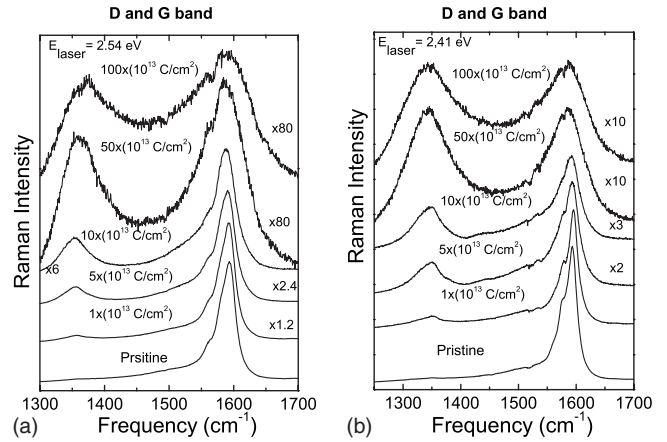 D and G band
E laser = 2.54 eV
100x(10^13 C/cm^2)
x80
50x(10^13 C/cm^2)
x80
10x(10^13 C/cm^2)
x6
5x(10^13 C/cm^2)
x2.4
1x(10^13 C/cm^2)
x1.2
Prsitine
Raman Intensity
1300 1400 1500 1600 1700
(a) Frequency (cm^-1)
D and G band
E laser = 2,41 eV
100x(10^13 C/cm^2)
x10
50x(10^13 C/cm^2)
x10
10x(10^13 C/cm^2)
x3
5x(10^13 C/cm^2)
x2
1x(10^13 C/cm^2)
Pristine
Raman Intensity
1300 1400 1500 1600 1700
(b) Frequency (cm^-1)